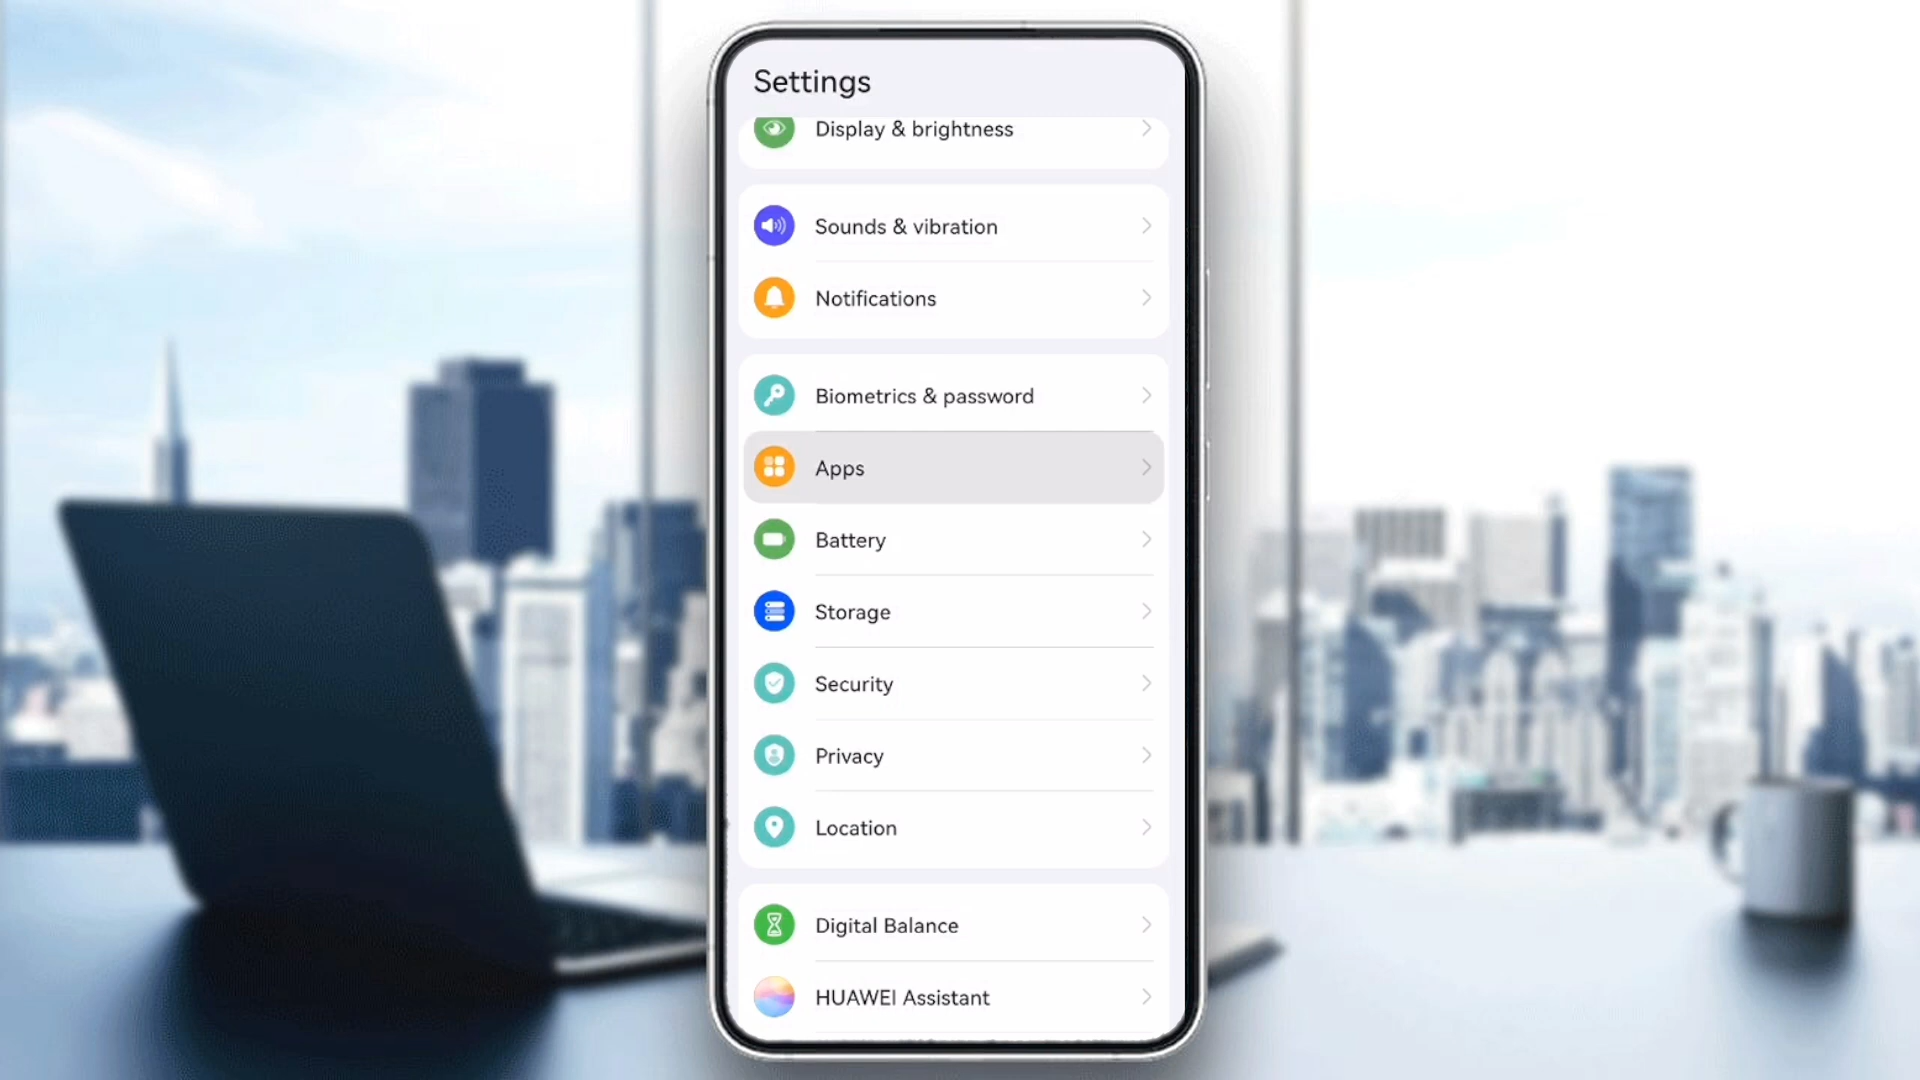 Settings
Display & brightness
Sounds & vibration
Notifications
Biometrics & password
Apps
Battery
Storage
Security
Privacy
Location
Digital Balance
HUAWEI Assistant